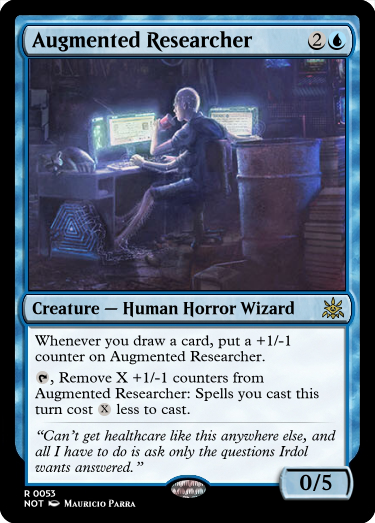 Augmented Researcher 2
Creature — Human Horror Wizard
Whenever you draw a card, put a +1/-1
counter on Augmented Researcher.
, Remove X +1/-1 counters from
Augmented Researcher: Spells you cast this
turn cost X less to cast.
“Can't get healthcare like this anywhere else, and
all I have to do is ask only the questions Irdol
wants answered.”
0/5
R 0053
NOT Mauricio Parra